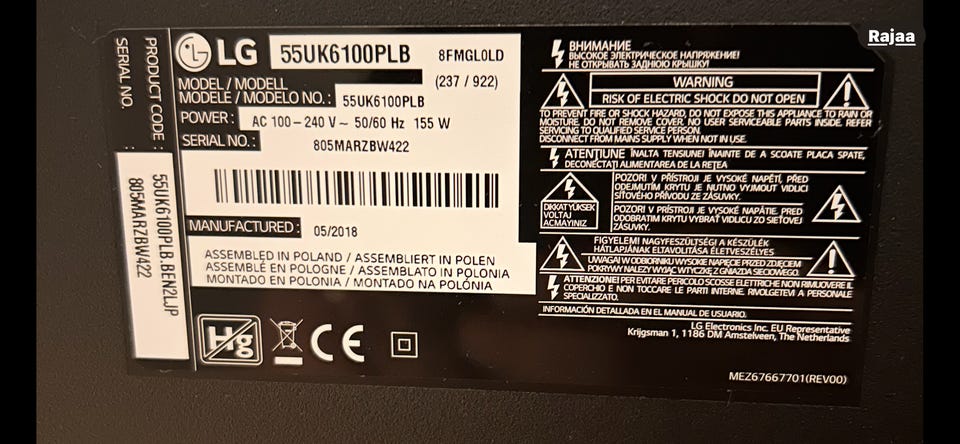 Rajaa
PRODUCT CODE :
SERIAL NO. :
55UK6100PLB.BEN2LJP
805MARZBW422
LG
55UK6100PLB
8FMGL0LD
(237 / 922)
MODEL / MODELL
MODELE / MODELO NO. : 55UK6100PLB
POWER : AC 100-240 V ~ 50/60 Hz 155 W
SERIAL NO. :
805MARZBW422
MANUFACTURED : 05/2018
ASSEMBLED IN POLAND / ASSEMBLIERT IN POLEN
ASSEMBLÉ EN POLOGNE / ASSEMBLATO IN POLONIA
MONTADO EN POLONIA / MONTADO NA POLÓNIA
Hg
CE
ВНИМАНИЕ
ВЫСОКОЕ ЭЛЕКТРИЧЕСКОЕ НАПРЯЖЕНИЕ!
НЕ ОТКРЫВАТЬ ЗАДНЮЮ КРЫШКУ!
WARNING
RISK OF ELECTRIC SHOCK DO NOT OPEN
TO PREVENT FIRE OR SHOCK HAZARD, DO NOT EXPOSE THIS APPLIANCE TO RAIN OR
MOISTURE. DO NOT REMOVE COVER. NO USER SERVICEABLE PARTS INSIDE. REFER
SERVICING TO QUALIFIED SERVICE PERSON.
DISCONNECT FROM MAINS SUPPLY WHEN NOT IN USE.
ATENŢIUNE ÎNALTA TENSIUNE! ÎNAINTE DE A SCOATE PLACA SPATE,
DECONECTAŢI ALIMENTAREA DE LA REŢEA
DIKKAT YÜKSEK
VOLTAJ
AÇMAYINIZ
POZOR! V PŘÍSTROJI JE VYSOKÉ NAPĚTÍ, PŘED
ODEJMUTÍM KRYTU JE NUTNO VYJMOUT VIDLICI
SÍŤOVÉHO PŘÍVODU ZE ZÁSUVKY.
POZOR! V PRÍSTROJI JE VYSOKÉ NAPÄTIE. PRED
ODOBRATÍM KRYTU VYBRAŤ VIDLICU ZO SIEŤOVEJ
ZÁSUVKY.
FIGYELEM! NAGYFESZÜLTSÉG! A KÉSZÜLÉK
HÁTLAPJÁNAK ELTAVOLÍTÁSA ÉLETVESZÉLYES
UWAGA! W ODBIORNIKU WYSOKIE NAPIĘCIE PRZED ZDJĘCIEM
POKRYWY NALEŻY WYJĄĆ WTYCZKĘ Z GNIAZDA SIECIOWEGO.
ATTENZIONE! PER EVITARE PERICOLO SCOSSE ELETTRICHE NON RIMUOVERE IL
COPERCHIO E NON TOCCARE LE PARTI INTERNE. RIVOLGETEVI A PERSONALE
SPECIALIZZATO.
INFORMACIÓN DETALLADA EN EL MANUAL DE USUARIO.
LG Electronics Inc. EU Representative
Krijgsman 1, 1186 DM Amstelveen, The Netherlands
MEZ67667701(REV00)